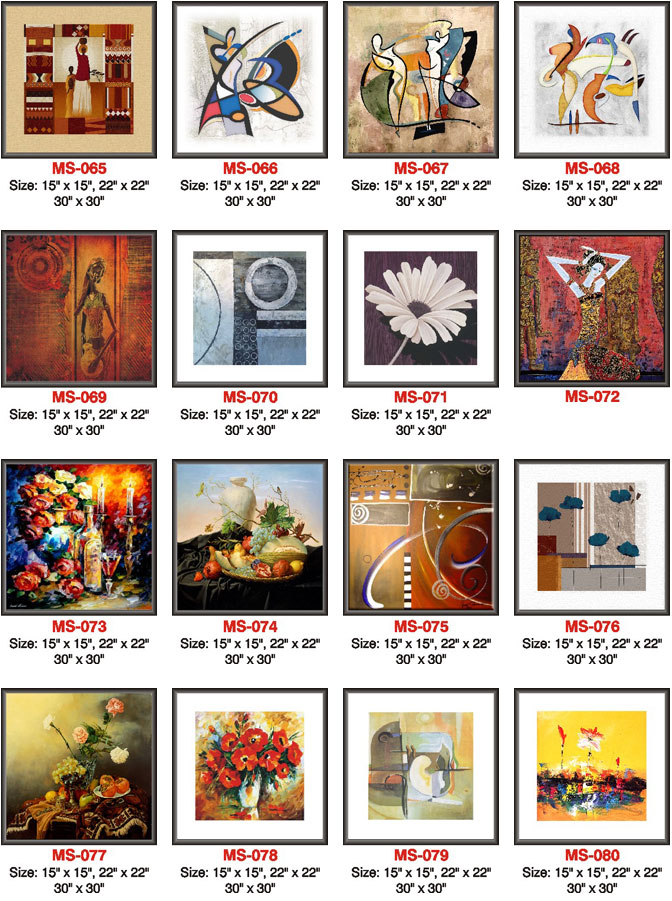 MS-065
Size: 15" x 15", 22" x 22"
30" x 30"
MS-066
Size: 15" x 15", 22" x 22"
30" x 30"
MS-067
Size: 15" x 15", 22" x 22"
30" x 30"
MS-068
Size: 15" x 15", 22" x 22"
30" x 30"
MS-069
Size: 15" x 15", 22" x 22"
30" x 30"
MS-070
Size: 15" x 15", 22" x 22"
30" x 30"
MS-071
Size: 15" x 15", 22" x 22"
30" x 30"
MS-072
MS-073
Size: 15" x 15", 22" x 22"
30" x 30"
MS-074
Size: 15" x 15", 22" x 22"
30" x 30"
MS-075
Size: 15" x 15", 22" x 22"
30" x 30"
MS-076
Size: 15" x 15", 22" x 22"
30" x 30"
MS-077
Size: 15" x 15", 22" x 22"
30" x 30"
MS-078
Size: 15" x 15", 22" x 22"
30" x 30"
MS-079
Size: 15" x 15", 22" x 22"
30" x 30"
MS-080
Size: 15" x 15", 22" x 22"
30" x 30"